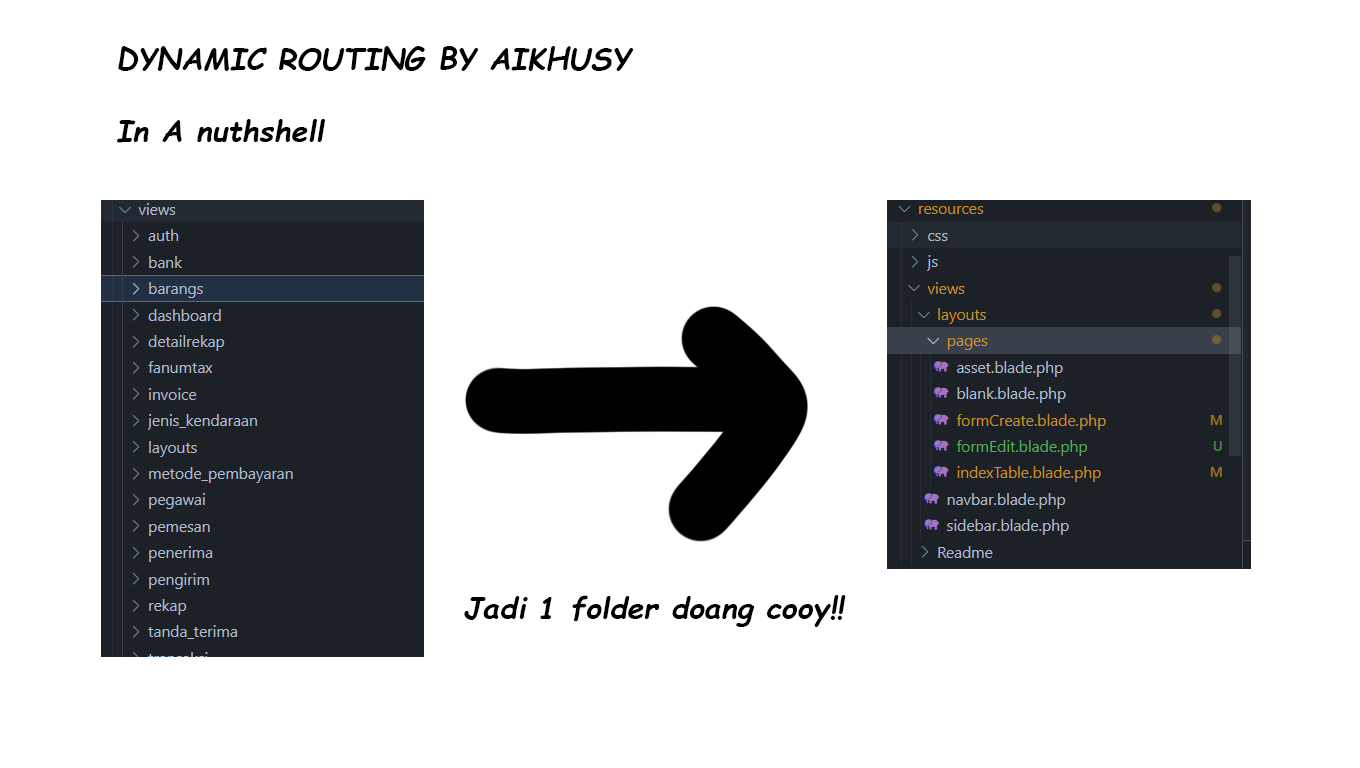 DYNAMIC ROUTING BY AIKHUSY
In A nuthshell
views
auth
bank
barangs
dashboard
detailrekap
fanumtax
invoice
jenis_kendaraan
layouts
metode_pembayaran
pegawai
pemesan
penerima
pengirim
rekap
tanda_terima
resources
css
js
views
layouts
pages
asset.blade.php
blank.blade.php
formCreate.blade.php M
formEdit.blade.php U
indexTable.blade.php M
navbar.blade.php
sidebar.blade.php
Readme
Jadi 1 folder doang cooy!!